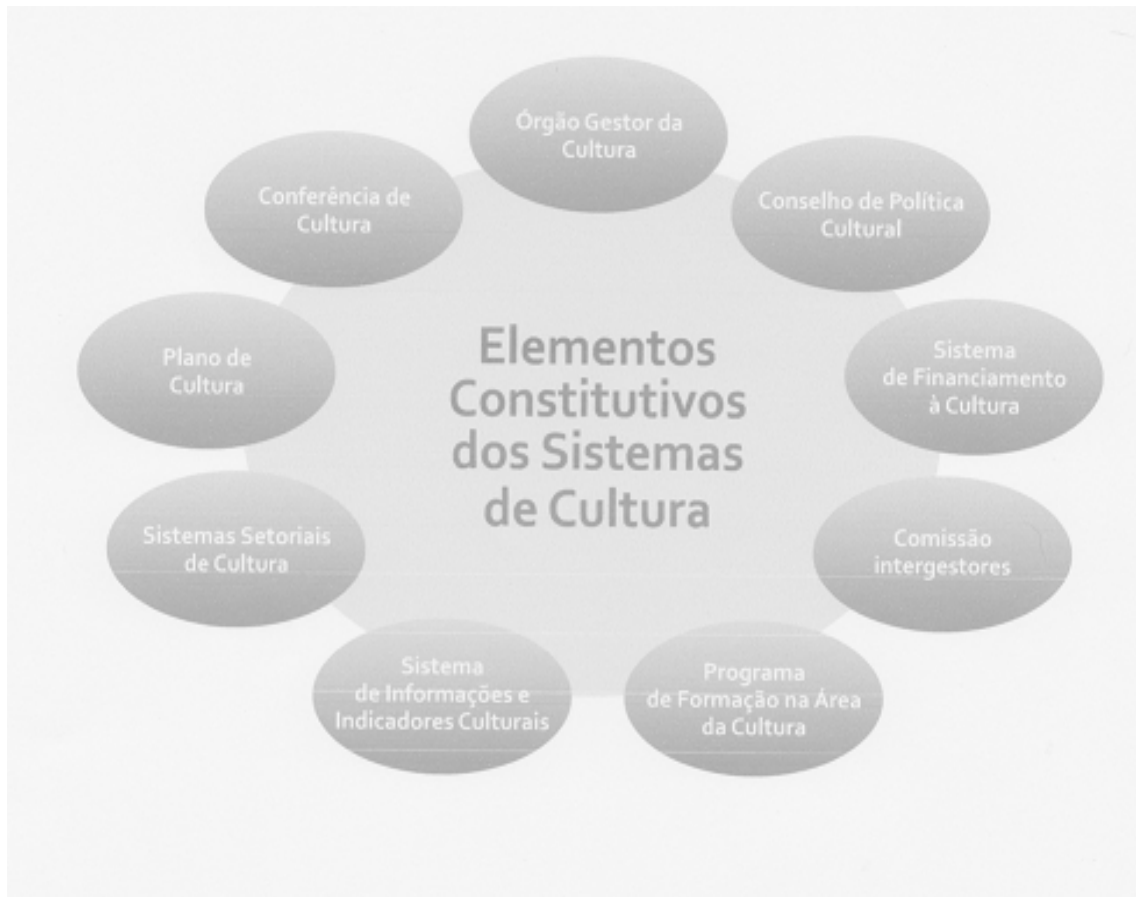 Órgão Gestor da
Cultura
Conselho de Política
Cultural
Sistema
de Financiamento
à Cultura
Comissão
intergestores
Programa
de Formação na Área
da Cultura
Sistema
de Informações e
Indicadores Culturais
Sistemas Setoriais
de Cultura
Plano de
Cultura
Conferência de
Cultura
Elementos
Constitutivos
dos Sistemas
de Cultura